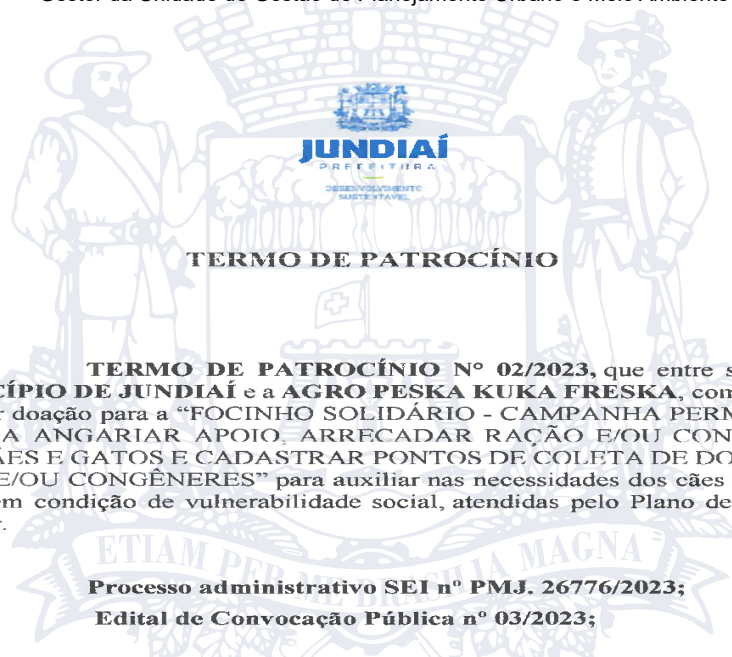 JUNDIAÍ
PREFEITURA
DESENVOLVIMENTO
SUSTENTÁVEL
TERMO DE PATROCÍNIO
TERMO DE PATROCÍNIO Nº 02/2023, que entre s
CÍPIO DE JUNDIAÍ e a AGRO PESKA KUKA FRESKA, com
r doação para a “FOCINHO SOLIDÁRIO - CAMPANHA PERM
A ANGARIAR APOIO, ARRECADAR RAÇÃO E/OU CON
ÃES E GATOS E CADASTRAR PONTOS DE COLETA DE DO
E/OU CONGÊNERES” para auxiliar nas necessidades dos cães
em condição de vulnerabilidade social, atendidas pelo Plano de
r.
ETIAM PER ME BRASILIA MAGNA
Processo administrativo SEI nº PMJ. 26776/2023;
Edital de Convocação Pública nº 03/2023;